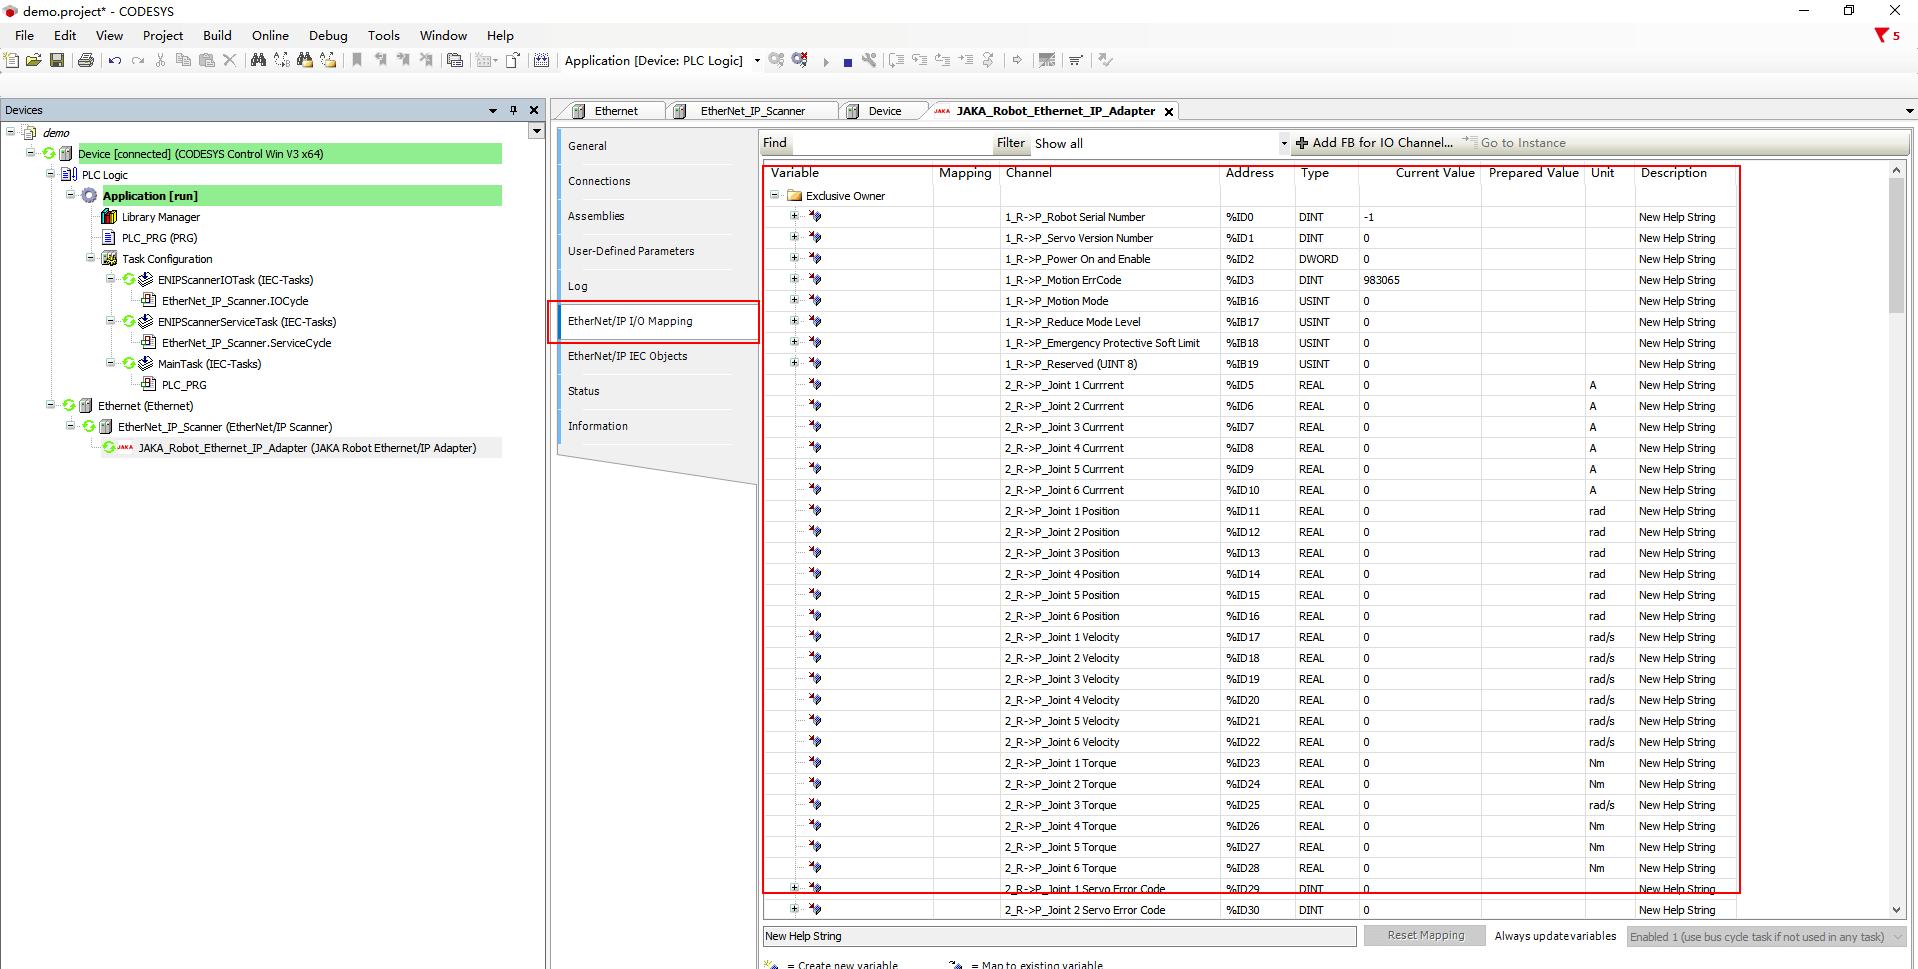 demo.project* - CODESYS
File Edit View Project Build Online Debug Tools Window Help
5
Application [Device: PLC Logic]
Devices
demo
Device [connected] (CODESYS Control Win V3 x64)
PLC Logic
Application [run]
Library Manager
PLC_PRG (PRG)
Task Configuration
ENIPScannerIOTask (IEC-Tasks)
EtherNet_IP_Scanner.IOCycle
ENIPScannerServiceTask (IEC-Tasks)
EtherNet_IP_Scanner.ServiceCycle
MainTask (IEC-Tasks)
PLC_PRG
Ethernet (Ethernet)
EtherNet_IP_Scanner (EtherNet/IP Scanner)
JAKA JAKA_Robot_Ethernet_IP_Adapter (JAKA Robot Ethernet/IP Adapter)
Ethernet EtherNet_IP_Scanner Device JAKA JAKA_Robot_Ethernet_IP_Adapter
General
Connections
Assemblies
User-Defined Parameters
Log
EtherNet/IP I/O Mapping
EtherNet/IP IEC Objects
Status
Information
Find Filter Show all Add FB for IO Channel... Go to Instance
Variable Mapping Channel Address Type Current Value Prepared Value Unit Description
Exclusive Owner
1_R->P_Robot Serial Number %ID0 DINT -1 New Help String
1_R->P_Servo Version Number %ID1 DINT 0 New Help String
1_R->P_Power On and Enable %ID2 DWORD 0 New Help String
1_R->P_Motion ErrCode %ID3 DINT 983065 New Help String
1_R->P_Motion Mode %IB16 USINT 0 New Help String
1_R->P_Reduce Mode Level %IB17 USINT 0 New Help String
1_R->P_Emergency Protective Soft Limit %IB18 USINT 0 New Help String
1_R->P_Reserved (UINT 8) %IB19 USINT 0 New Help String
2_R->P_Joint 1 Currrent %ID5 REAL 0 A New Help String
2_R->P_Joint 2 Currrent %ID6 REAL 0 A New Help String
2_R->P_Joint 3 Currrent %ID7 REAL 0 A New Help String
2_R->P_Joint 4 Currrent %ID8 REAL 0 A New Help String
2_R->P_Joint 5 Currrent %ID9 REAL 0 A New Help String
2_R->P_Joint 6 Currrent %ID10 REAL 0 A New Help String
2_R->P_Joint 1 Position %ID11 REAL 0 rad New Help String
2_R->P_Joint 2 Position %ID12 REAL 0 rad New Help String
2_R->P_Joint 3 Position %ID13 REAL 0 rad New Help String
2_R->P_Joint 4 Position %ID14 REAL 0 rad New Help String
2_R->P_Joint 5 Position %ID15 REAL 0 rad New Help String
2_R->P_Joint 6 Position %ID16 REAL 0 rad New Help String
2_R->P_Joint 1 Velocity %ID17 REAL 0 rad/s New Help String
2_R->P_Joint 2 Velocity %ID18 REAL 0 rad/s New Help String
2_R->P_Joint 3 Velocity %ID19 REAL 0 rad/s New Help String
2_R->P_Joint 4 Velocity %ID20 REAL 0 rad/s New Help String
2_R->P_Joint 5 Velocity %ID21 REAL 0 rad/s New Help String
2_R->P_Joint 6 Velocity %ID22 REAL 0 rad/s New Help String
2_R->P_Joint 1 Torque %ID23 REAL 0 Nm New Help String
2_R->P_Joint 2 Torque %ID24 REAL 0 Nm New Help String
2_R->P_Joint 3 Torque %ID25 REAL 0 rad/s New Help String
2_R->P_Joint 4 Torque %ID26 REAL 0 Nm New Help String
2_R->P_Joint 5 Torque %ID27 REAL 0 Nm New Help String
2_R->P_Joint 6 Torque %ID28 REAL 0 Nm New Help String
2_R->P_Joint 1 Servo Error Code %ID29 DINT 0 New Help String
2_R->P_Joint 2 Servo Error Code %ID30 DINT 0 New Help String
New Help String Reset Mapping Always update variables Enabled 1 (use bus cycle task if not used in any task)
= Create new variable = Map to existing variable